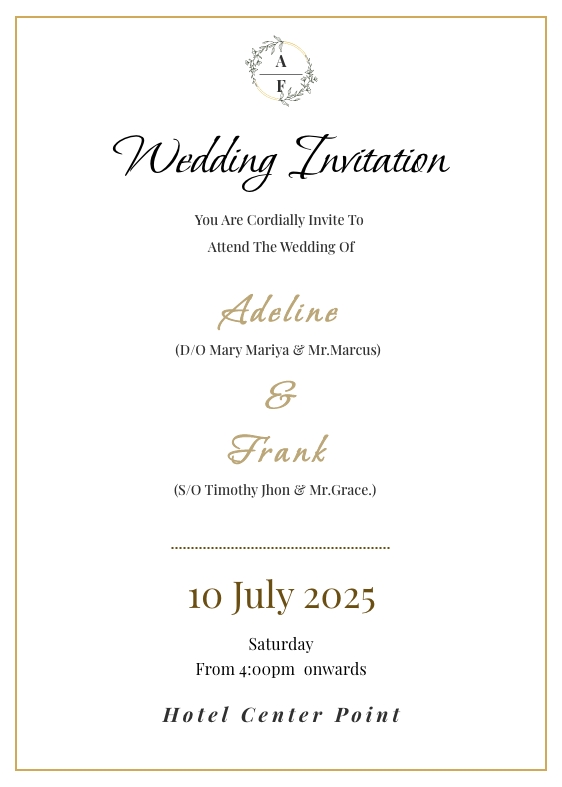 A
F
Wedding Invitation
You Are Cordially Invite To
Attend The Wedding Of
Adeline
(D/O Mary Mariya & Mr.Marcus)
&
Frank
(S/O Timothy Jhon & Mr.Grace.)
10 July 2025
Saturday
From 4:00pm  onwards
Hotel Center Point